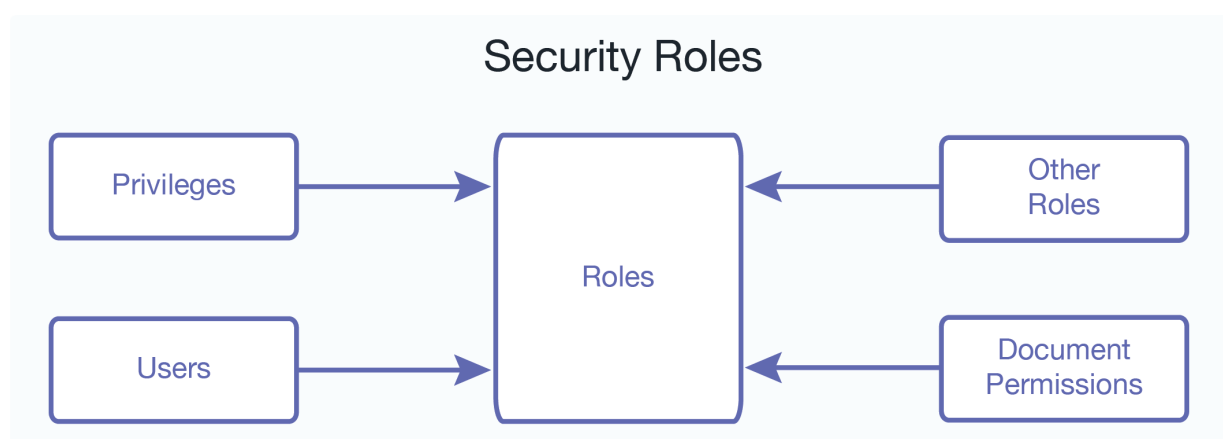 Security Roles
Privileges
Users
Roles
Other
Roles
Document
Permissions